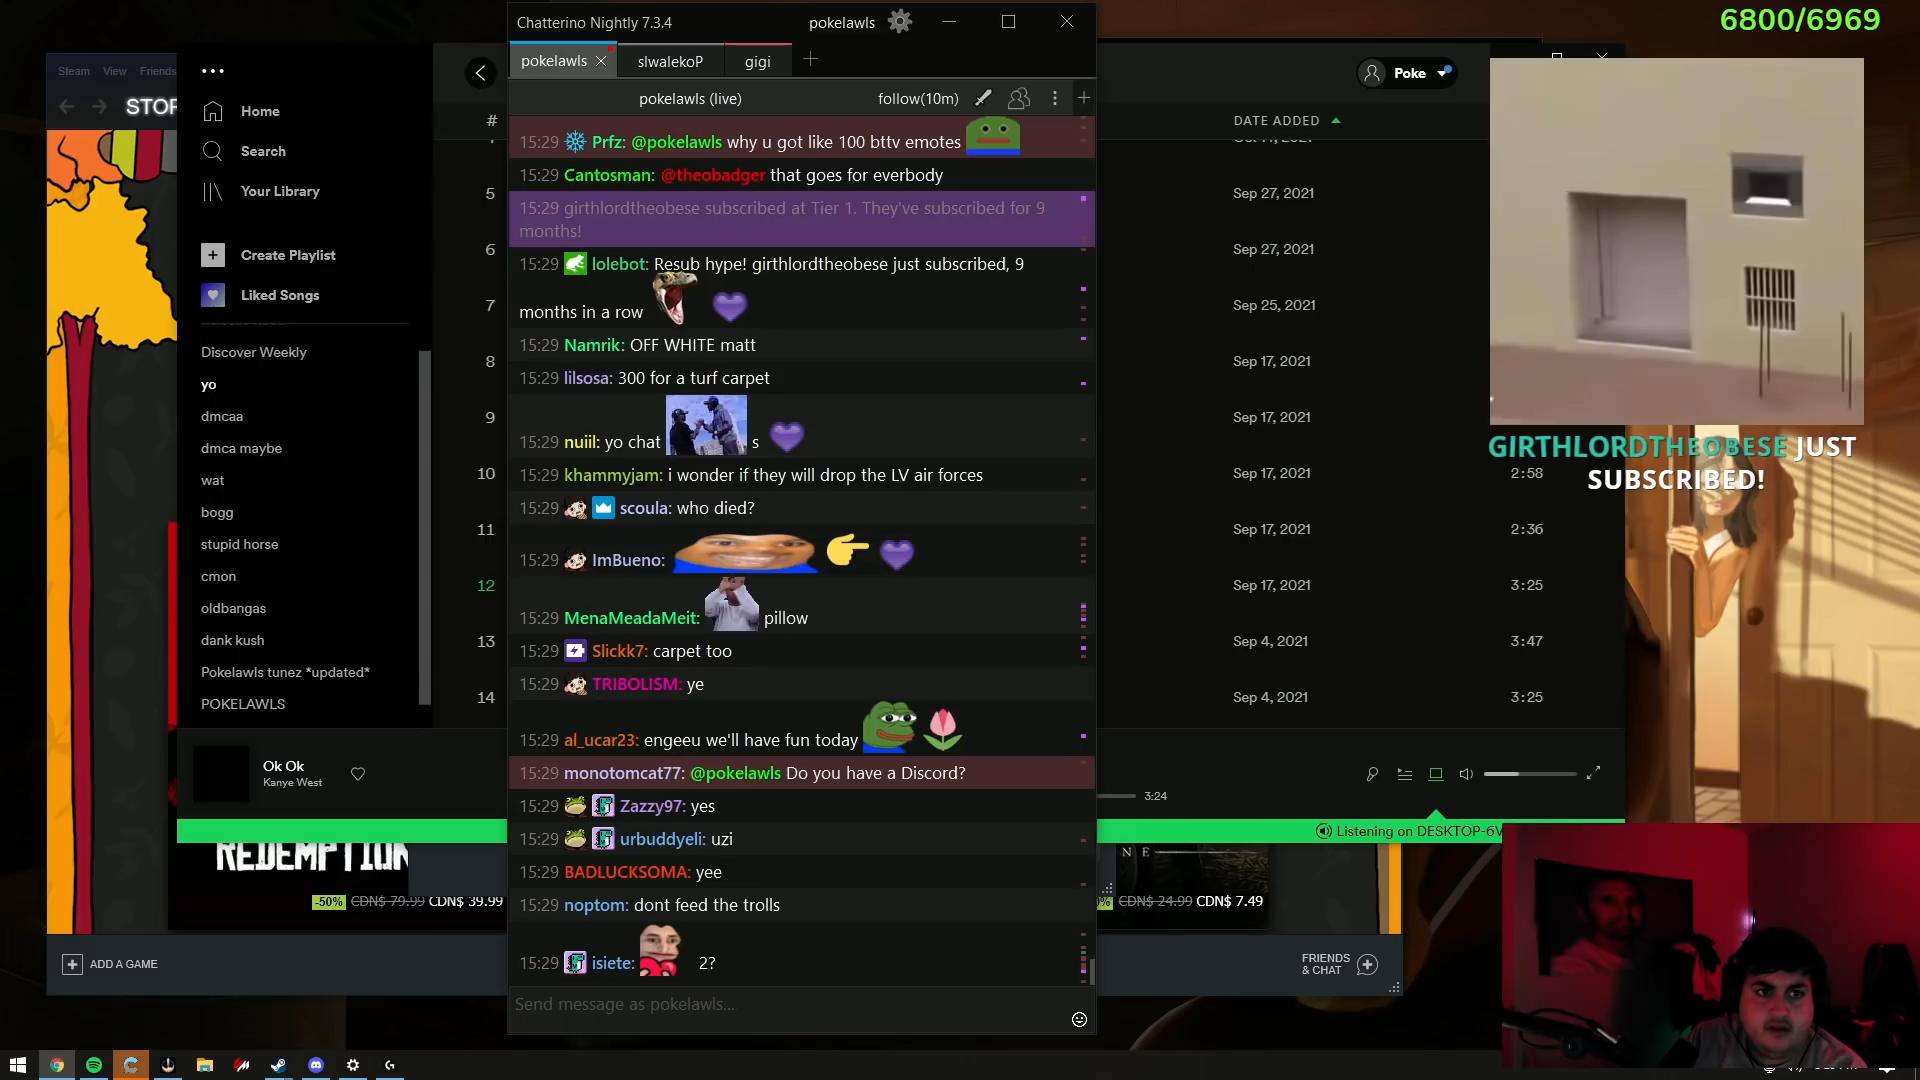 6800/6969
Chatterino Nightly 7.3.4
pokelawls
pokelawls
slwalekoP
gigi
pokelawls (live)
follow(10m)
15:29 Prfz: @pokelawls why u got like 100 bttv emotes
15:29 Cantosman: @theobadger that goes for everbody
15:29 girthlordtheobese subscribed at Tier 1. They've subscribed for 9
months!
15:29 lolebot: Resub hype! girthlordtheobese just subscribed, 9
months in a row
15:29 Namrik: OFF WHITE matt
15:29 lilsosa: 300 for a turf carpet
15:29 nuiil: yo chat s
15:29 khammyjam: i wonder if they will drop the LV air forces
15:29 scoula: who died?
15:29 ImBueno:
15:29 MenaMeadaMeit: pillow
15:29 Slickk7: carpet too
15:29 TRIBOLISM: ye
15:29 al_ucar23: engeeu we'll have fun today
15:29 monotomcat77: @pokelawls Do you have a Discord?
15:29 Zazzy97: yes
15:29 urbuddyeli: uzi
15:29 BADLUCKSOMA: yee
15:29 noptom: dont feed the trolls
15:29 isiete: 2?
Send message as pokelawls...
Steam View Friends
STOR
Home
Search
Your Library
Create Playlist
Liked Songs
Discover Weekly
yo
dmcaa
dmca maybe
wat
bogg
stupid horse
cmon
oldbangas
dank kush
Pokelawls tunez *updated*
POKELAWLS
Ok Ok
Kanye West
Poke
#
DATE ADDED
5 Sep 27, 2021
6 Sep 27, 2021
7 Sep 25, 2021
8 Sep 17, 2021
9 Sep 17, 2021
10 Sep 17, 2021 2:58
11 Sep 17, 2021 2:36
12 Sep 17, 2021 3:25
13 Sep 4, 2021 3:47
14 Sep 4, 2021 3:25
3:24
Listening on DESKTOP-6V
GIRTHLORDTHEOBESE JUST
SUBSCRIBED!
REDEMPTION
-50% CDN$ 79.99 CDN$ 39.99
N E
CDN$ 24.99 CDN$ 7.49
ADD A GAME
FRIENDS
& CHAT